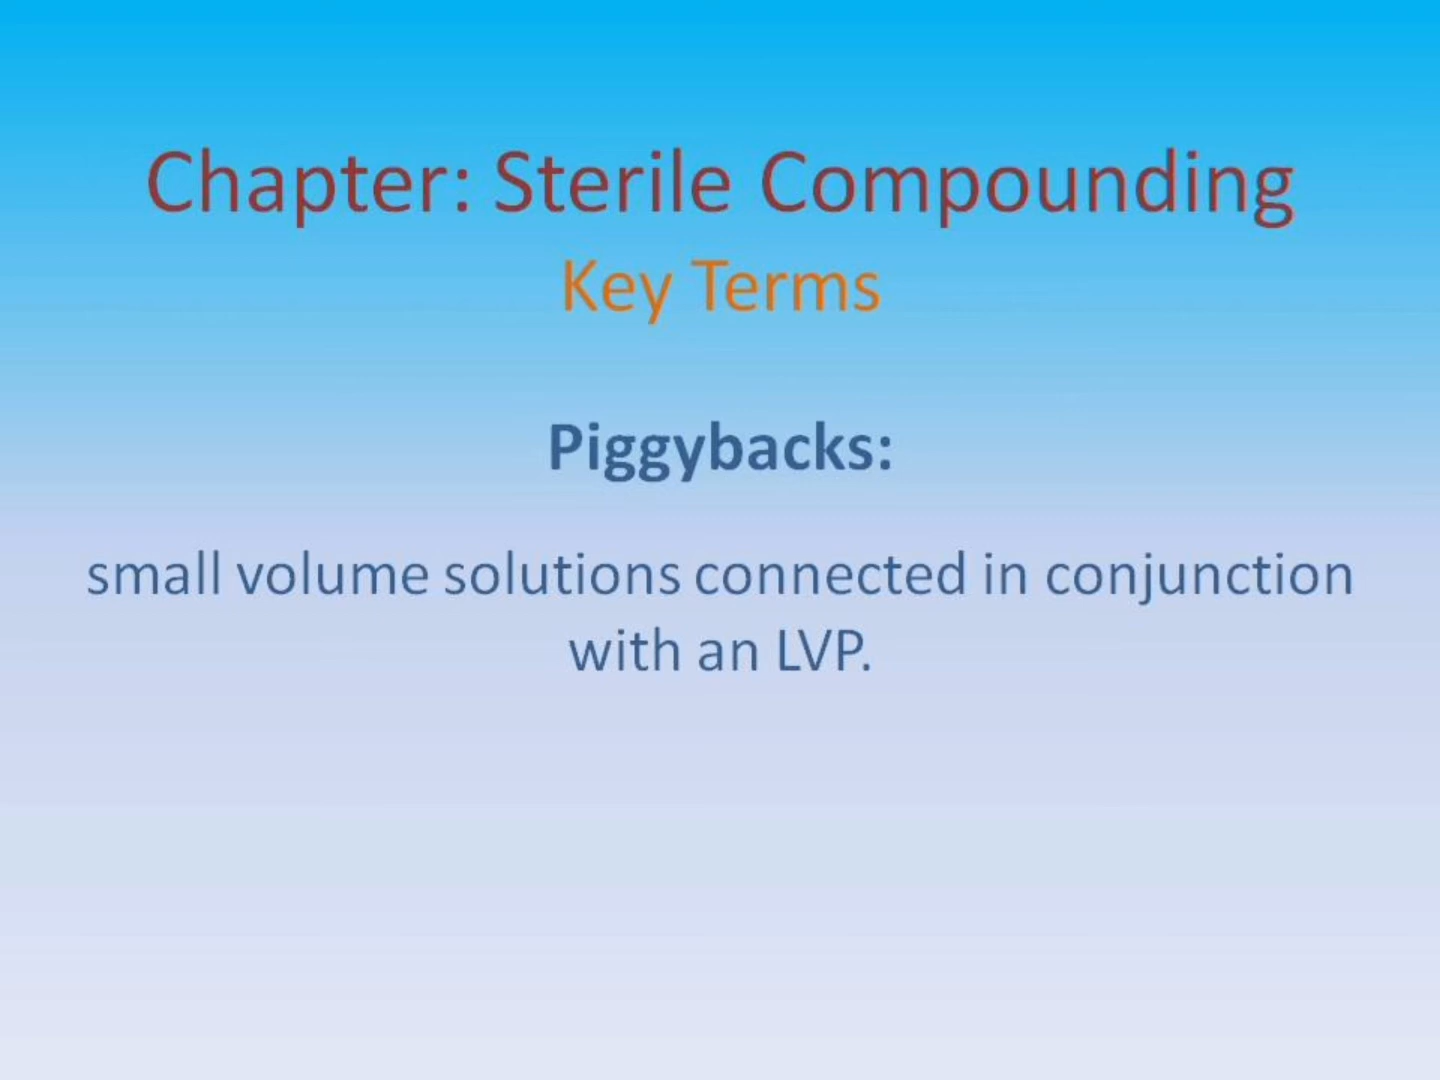 Chapter: Sterile Compounding
Key Terms
Piggybacks:
small volume solutions connected in conjunction
with an LVP.